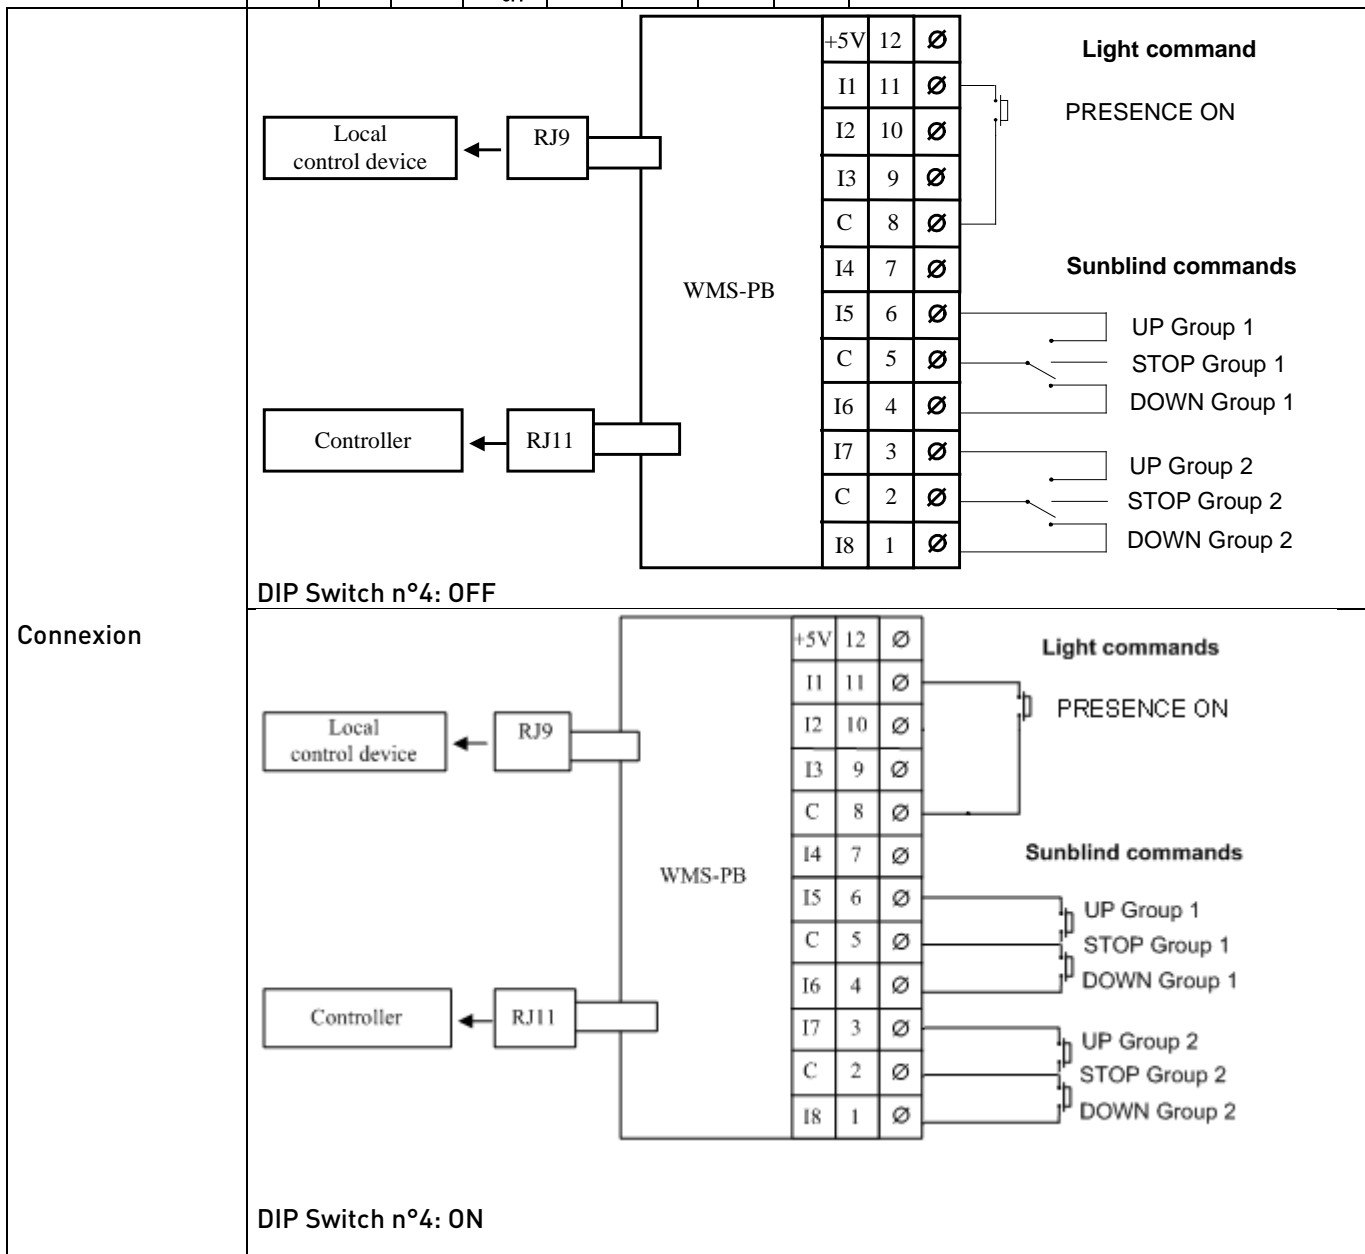 +5V 12 Ø
Light command
I1 11 Ø
PRESENCE ON
Local
control device
RJ9
I2 10 Ø
I3 9 Ø
C 8 Ø
I4 7 Ø
Sunblind commands
WMS-PB
I5 6 Ø
UP Group 1
C 5 Ø
STOP Group 1
I6 4 Ø
DOWN Group 1
Controller
RJ11
I7 3 Ø
UP Group 2
C 2 Ø
STOP Group 2
I8 1 Ø
DOWN Group 2
DIP Switch n°4: OFF
Connexion
+5V 12 Ø
Light commands
I1 11 Ø
PRESENCE ON
Local
control device
RJ9
I2 10 Ø
I3 9 Ø
C 8 Ø
I4 7 Ø
Sunblind commands
WMS-PB
I5 6 Ø
UP Group 1
C 5 Ø
STOP Group 1
I6 4 Ø
DOWN Group 1
Controller
RJ11
I7 3 Ø
UP Group 2
C 2 Ø
STOP Group 2
I8 1 Ø
DOWN Group 2
DIP Switch n°4: ON